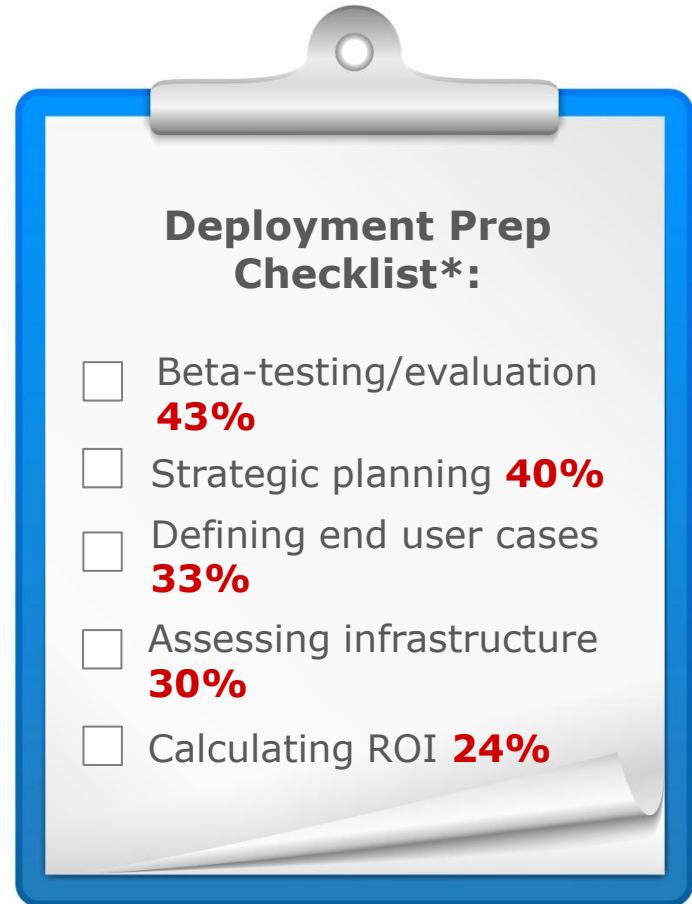 Deployment Prep
Checklist*:
Beta-testing/evaluation
43%
Strategic planning 40%
Defining end user cases
33%
Assessing infrastructure
30%
Calculating ROI 24%